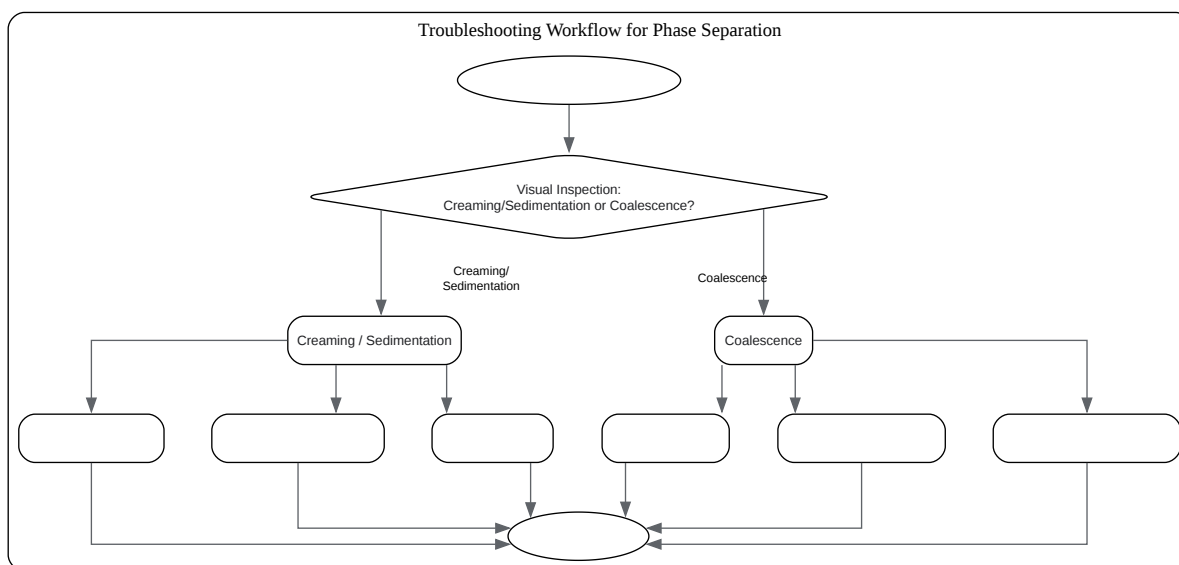 Troubleshooting Workflow for Phase Separation
Visual Inspection:
Creaming/Sedimentation or Coalescence?
Creaming/
Sedimentation
Coalescence
Creaming / Sedimentation
Coalescence